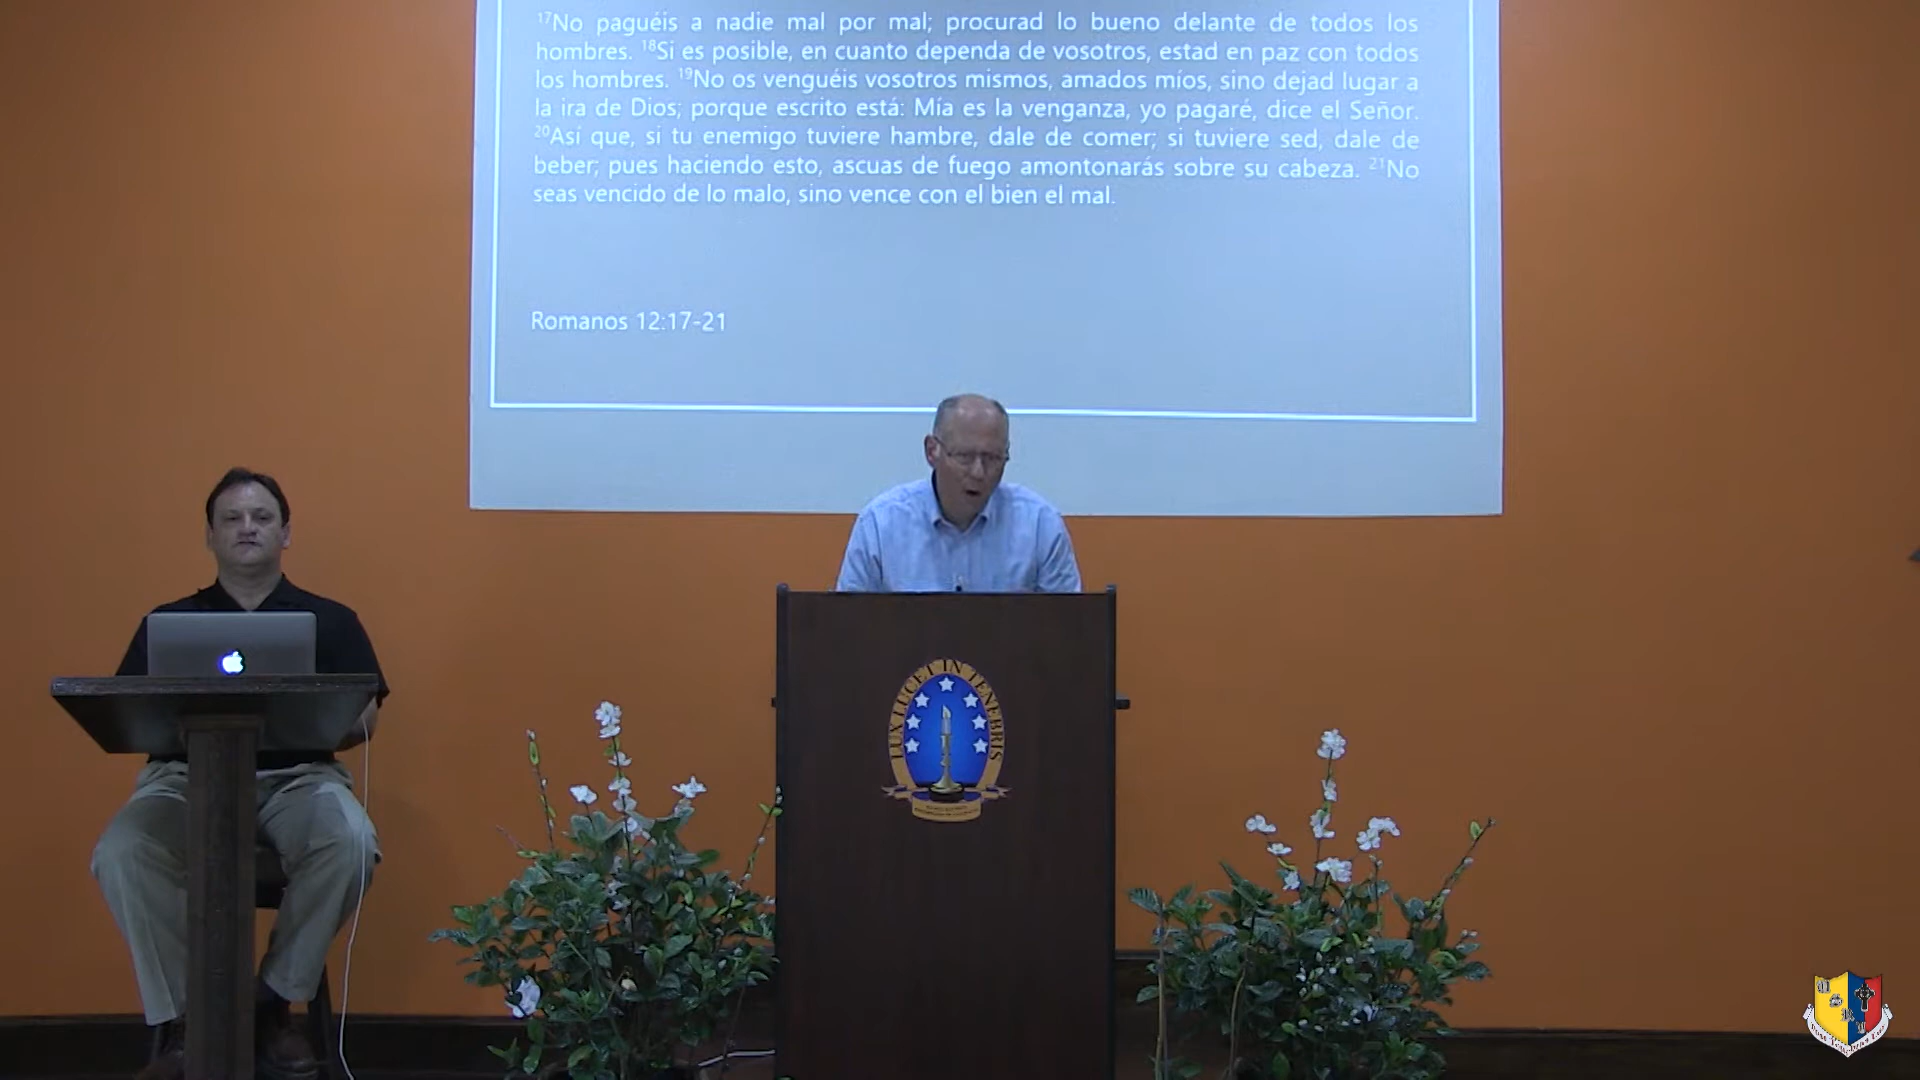 ¹⁷No paguéis a nadie mal por mal; procurad lo bueno delante de todos los
hombres. ¹⁸Si es posible, en cuanto dependa de vosotros, estad en paz con todos
los hombres. ¹⁹No os venguéis vosotros mismos, amados míos, sino dejad lugar a
la ira de Dios; porque escrito está: Mía es la venganza, yo pagaré, dice el Señor.
²⁰Así que, si tu enemigo tuviere hambre, dale de comer; si tuviere sed, dale de
beber; pues haciendo esto, ascuas de fuego amontonarás sobre su cabeza. ²¹No
seas vencido de lo malo, sino vence con el bien el mal.
Romanos 12:17-21
LUX LUCET IN TENEBRIS